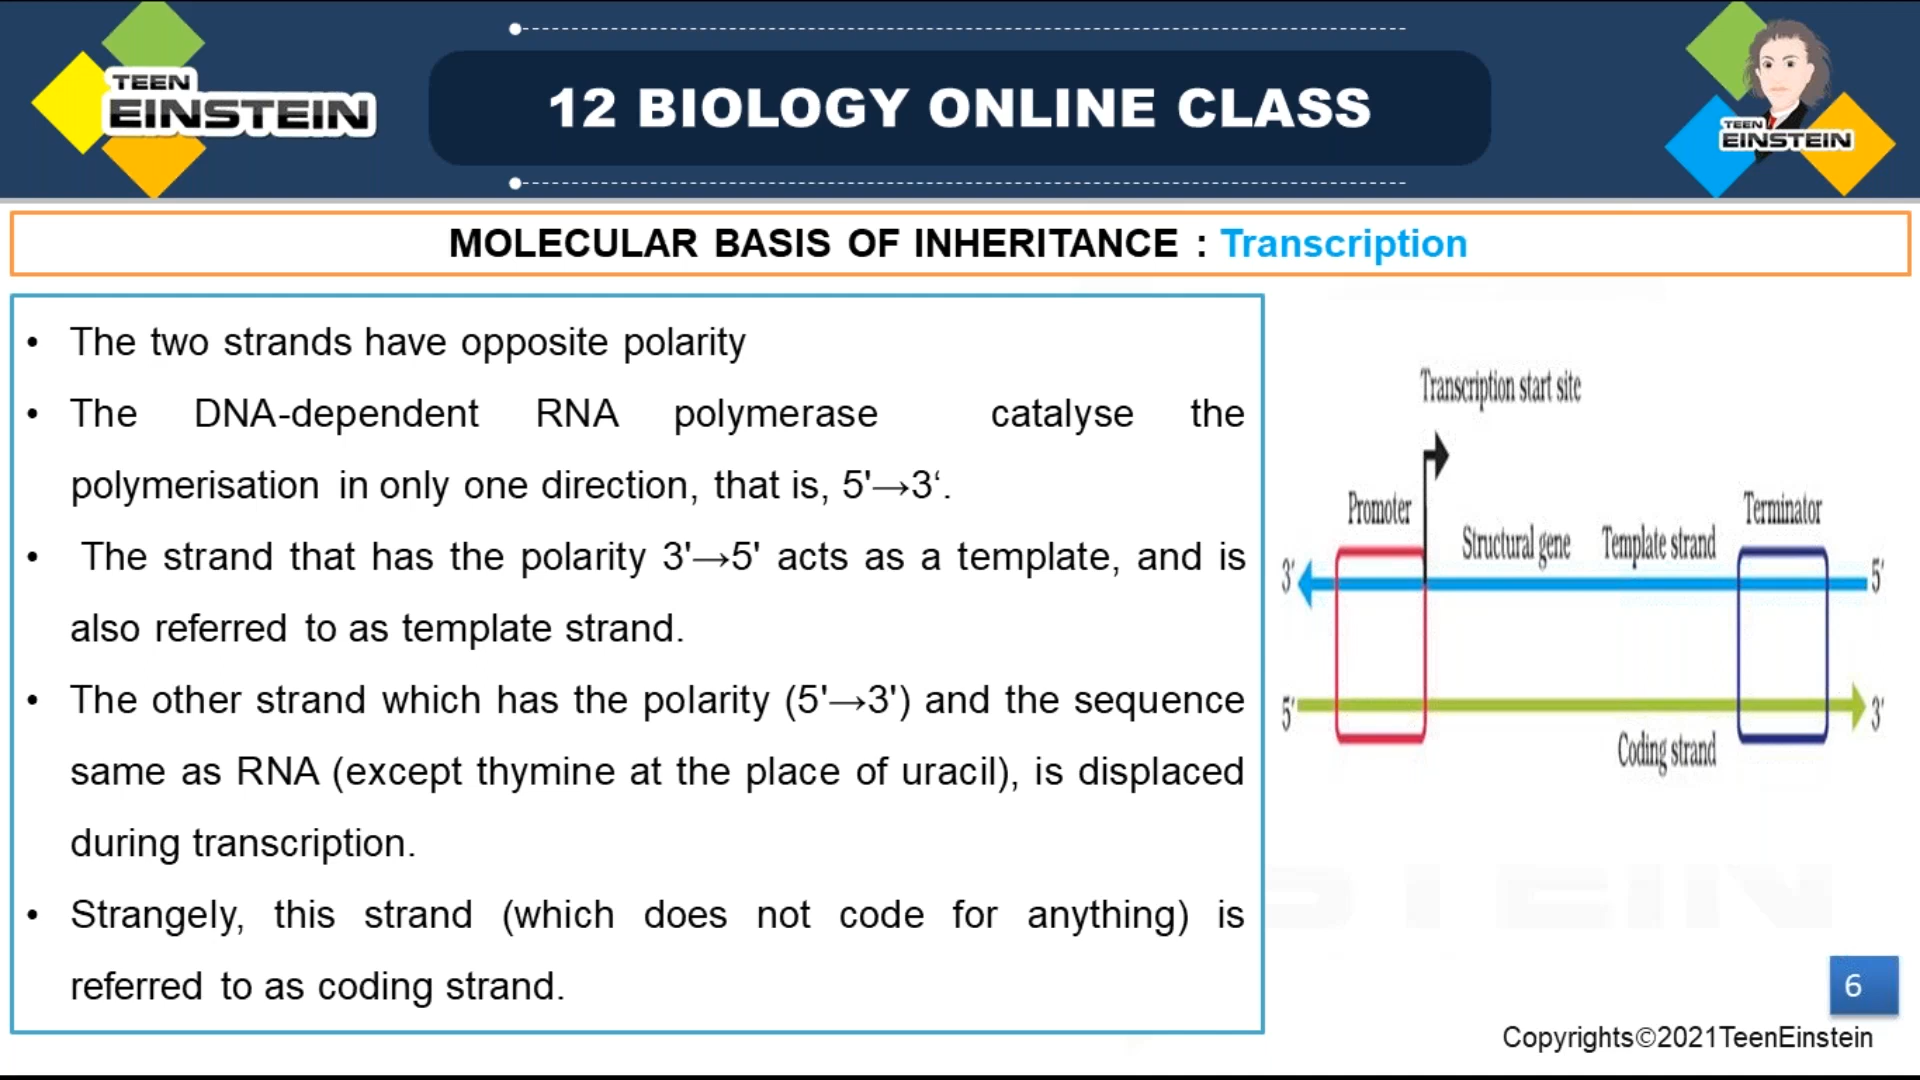 TEEN
EINSTEIN
12 BIOLOGY ONLINE CLASS
TEEN
EINSTEIN
MOLECULAR BASIS OF INHERITANCE : Transcription
• The two strands have opposite polarity
• The DNA-dependent RNA polymerase catalyse the
polymerisation in only one direction, that is, 5'→3‘.
• The strand that has the polarity 3'→5' acts as a template, and is
also referred to as template strand.
• The other strand which has the polarity (5'→3') and the sequence
same as RNA (except thymine at the place of uracil), is displaced
during transcription.
• Strangely, this strand (which does not code for anything) is
referred to as coding strand.
Transcription start site
Promoter
Terminator
Structural gene
Template strand
3′
5′
5′
3′
Coding strand
STEIN
6
Copyrights©2021TeenEinstein